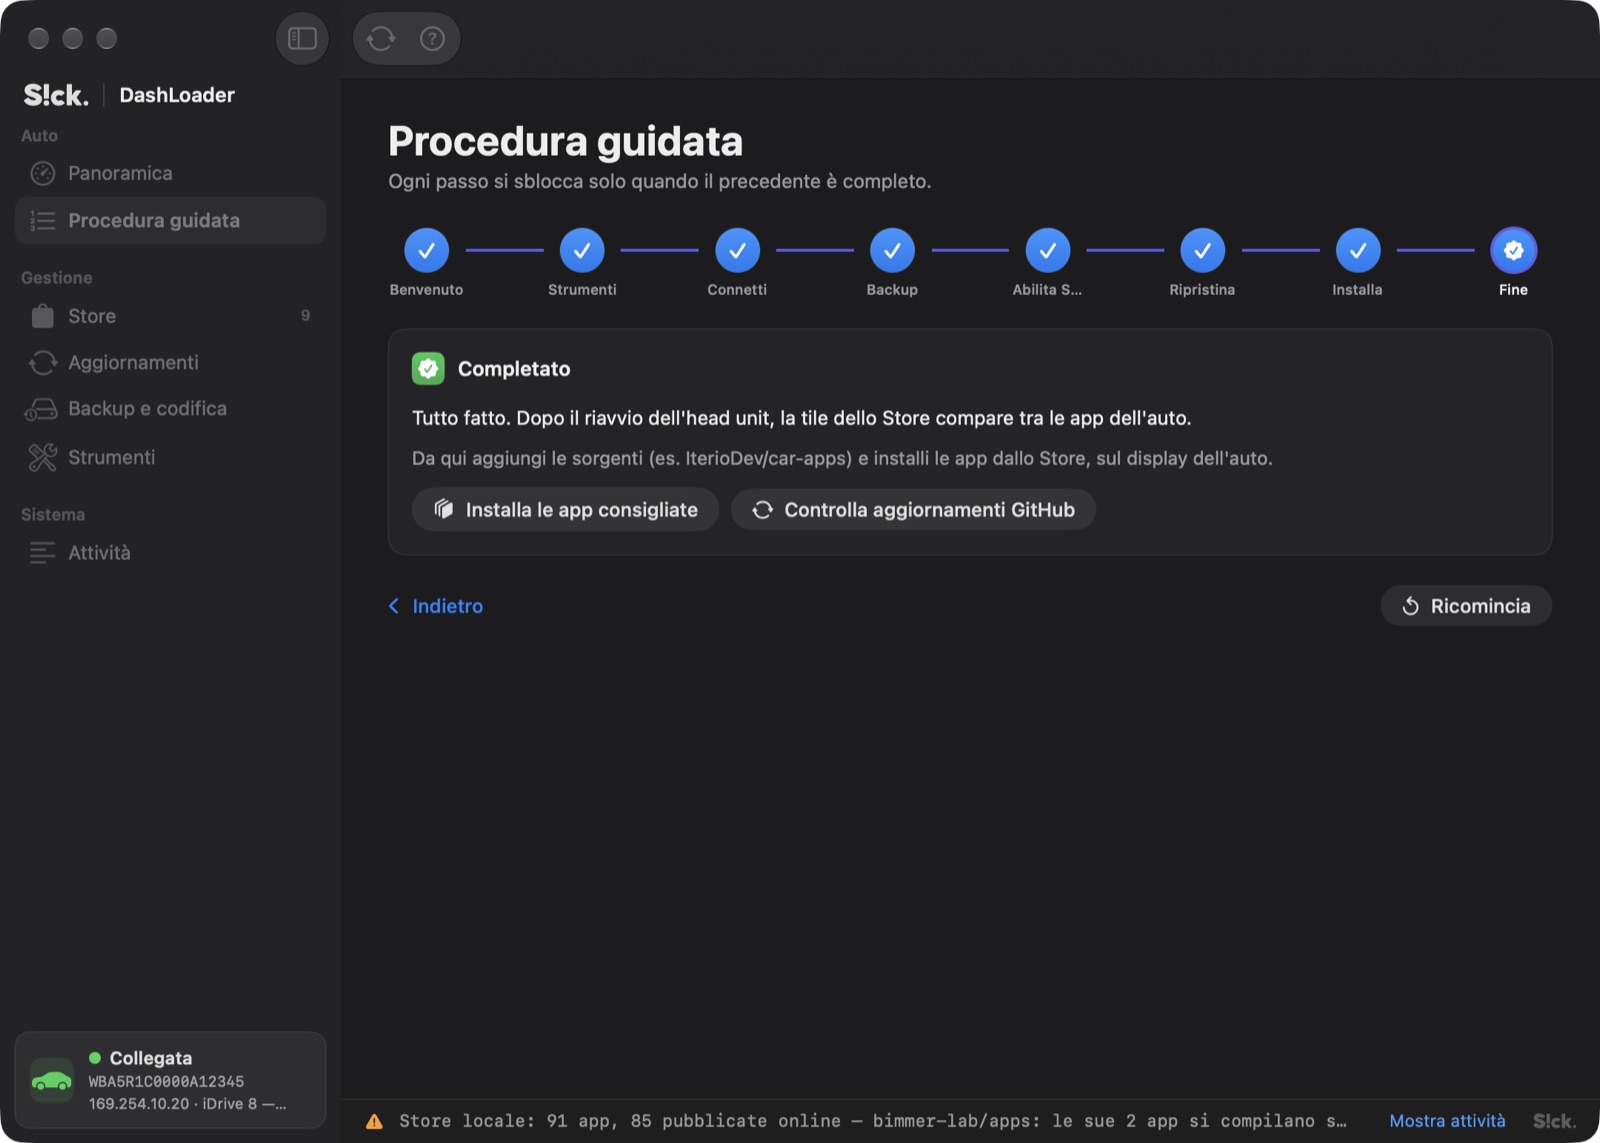 S!ck. DashLoader
Auto
Panoramica
Procedura guidata
Gestione
Store 9
Aggiornamenti
Backup e codifica
Strumenti
Sistema
Attività
Collegata
WBA5R1C0000A12345
169.254.10.20 · iDrive 8 —...
Procedura guidata
Ogni passo si sblocca solo quando il precedente è completo.
Benvenuto Strumenti Connetti Backup Abilita S... Ripristina Installa Fine
Completato
Tutto fatto. Dopo il riavvio dell'head unit, la tile dello Store compare tra le app dell'auto.
Da qui aggiungi le sorgenti (es. IterioDev/car-apps) e installi le app dallo Store, sul display dell'auto.
Installa le app consigliate Controlla aggiornamenti GitHub
Indietro Ricomincia
Store locale: 91 app, 85 pubblicate online — bimmer-lab/apps: le sue 2 app si compilano s… Mostra attività S!ck.